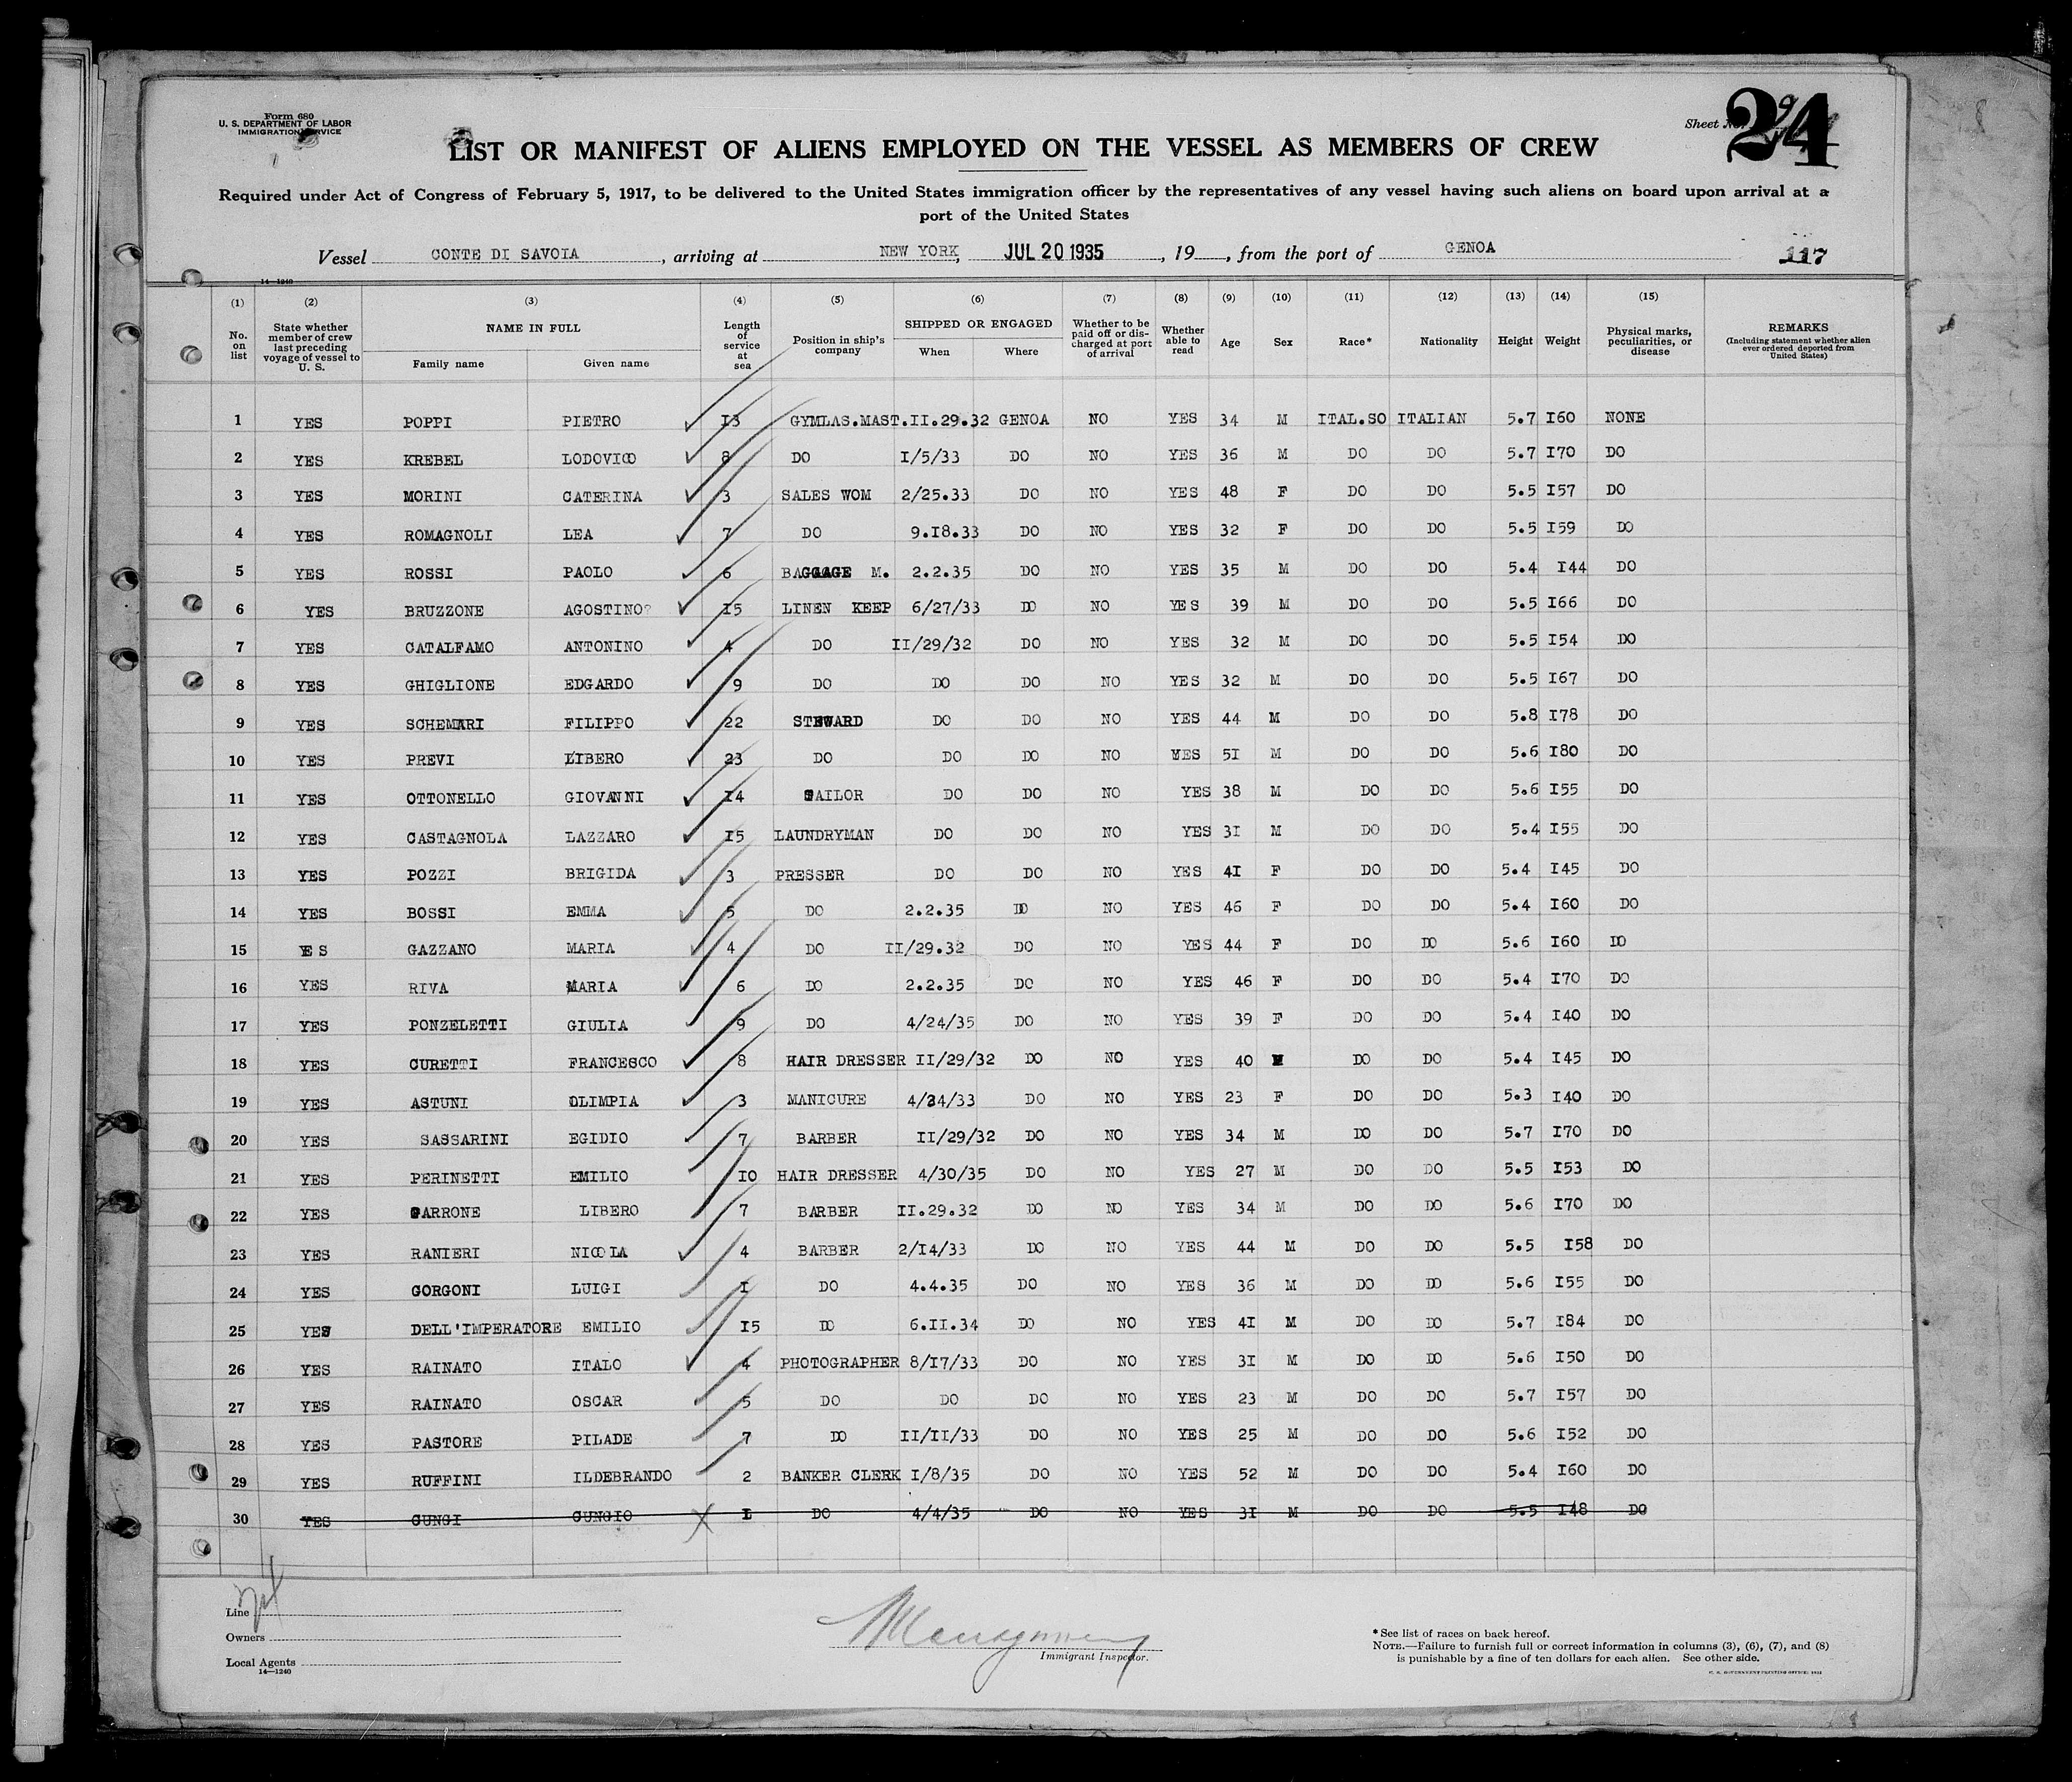 Form 680
U. S. DEPARTMENT OF LABOR
IMMIGRATION SERVICE
Sheet No. 24
LIST OR MANIFEST OF ALIENS EMPLOYED ON THE VESSEL AS MEMBERS OF CREW
Required under Act of Congress of February 5, 1917, to be delivered to the United States immigration officer by the representatives of any vessel having such aliens on board upon arrival at a
port of the United States
Vessel CONTE DI SAVOIA, arriving at NEW YORK, JUL 20 1935, 19 , from the port of GENOA 117
14—1240
(1) (2) (3) (4) (5) (6) (7) (8) (9) (10) (11) (12) (13) (14) (15)
No. on list | State whether member of crew last preceding voyage of vessel to U. S. | NAME IN FULL Family name Given name | Length of service at sea | Position in ship's company | SHIPPED OR ENGAGED When Where | Whether to be paid off or discharged at port of arrival | Whether able to read | Age | Sex | Race* | Nationality | Height | Weight | Physical marks, peculiarities, or disease | REMARKS (Including statement whether alien ever ordered deported from United States)
1 YES POPPI PIETRO 13 GYMLAS.MAST.II.29.32 GENOA NO YES 34 M ITAL.SO ITALIAN 5.7 I60 NONE
2 YES KREBEL LODOVICO 8 DO I/5/33 DO NO YES 36 M DO DO 5.7 I70 DO
3 YES MORINI CATERINA 3 SALES WOM 2/25.33 DO NO YES 48 F DO DO 5.5 I57 DO
4 YES ROMAGNOLI LEA 7 DO 9.I8.33 DO NO YES 32 F DO DO 5.5 I59 DO
5 YES ROSSI PAOLO 6 BAGGAGE M. 2.2.35 DO NO YES 35 M DO DO 5.4 I44 DO
6 YES BRUZZONE AGOSTINO? I5 LINEN KEEP 6/27/33 DO NO YES 39 M DO DO 5.5 I66 DO
7 YES CATALFAMO ANTONINO 4 DO II/29/32 DO NO YES 32 M DO DO 5.5 I54 DO
8 YES GHIGLIONE EDGARDO 9 DO DO DO NO YES 32 M DO DO 5.5 I67 DO
9 YES SCHEMARI FILIPPO 22 STEWARD DO DO NO YES 44 M DO DO 5.8 I78 DO
10 YES PREVI LIBERO 23 DO DO DO NO YES 5I M DO DO 5.6 I80 DO
11 YES OTTONELLO GIOVANNI I4 TAILOR DO DO NO YES 38 M DO DO 5.6 I55 DO
12 YES CASTAGNOLA LAZZARO I5 LAUNDRYMAN DO DO NO YES 3I M DO DO 5.4 I55 DO
13 YES POZZI BRIGIDA 3 PRESSER DO DO NO YES 4I F DO DO 5.4 I45 DO
14 YES BOSSI EMMA 5 DO 2.2.35 DO NO YES 46 F DO DO 5.4 I60 DO
15 YES GAZZANO MARIA 4 DO II/29.32 DO NO YES 44 F DO DO 5.6 I60 DO
16 YES RIVA MARIA 6 DO 2.2.35 DO NO YES 46 F DO DO 5.4 I70 DO
17 YES PONZELETTI GIULIA 9 DO 4/24/35 DO NO YES 39 F DO DO 5.4 I40 DO
18 YES CURETTI FRANCESCO 8 HAIR DRESSER II/29/32 DO NO YES 40 M DO DO 5.4 I45 DO
19 YES ASTUNI OLIMPIA 3 MANICURE 4/24/33 DO NO YES 23 F DO DO 5.3 I40 DO
20 YES SASSARINI EGIDIO 7 BARBER II/29/32 DO NO YES 34 M DO DO 5.7 I70 DO
21 YES PERINETTI EMILIO I0 HAIR DRESSER 4/30/35 DO NO YES 27 M DO DO 5.5 I53 DO
22 YES LIBERO 7 BARBER II.29.32 DO NO YES 34 M DO DO 5.6 I70 DO
23 YES RANIERI NICOLA 4 BARBER 2/I4/33 DO NO YES 44 M DO DO 5.5 I58 DO
24 YES GORGONI LUIGI I DO 4.4.35 DO NO YES 36 M DO DO 5.6 I55 DO
25 YES DELL'IMPERATORE EMILIO I5 DO 6.II.34 DO NO YES 4I M DO DO 5.7 I84 DO
26 YES RAINATO ITALO 4 PHOTOGRAPHER 8/I7/33 DO NO YES 3I M DO DO 5.6 I50 DO
27 YES RAINATO OSCAR 5 DO DO DO NO YES 23 M DO DO 5.7 I57 DO
28 YES PASTORE PILADE 7 DO II/II/33 DO NO YES 25 M DO DO 5.6 I52 DO
29 YES RUFFINI ILDEBRANDO 2 BANKER CLERK I/8/35 DO NO YES 52 M DO DO 5.4 I60 DO
30 YES CUNGI CUNGIO I DO 4/4/35 DO NO YES 3I M DO DO 5.5 I48 DO
Line
Owners
Local Agents
14—1240
Immigrant Inspector.
*See list of races on back hereof.
NOTE.—Failure to furnish full or correct information in columns (3), (6), (7), and (8)
is punishable by a fine of ten dollars for each alien. See other side.